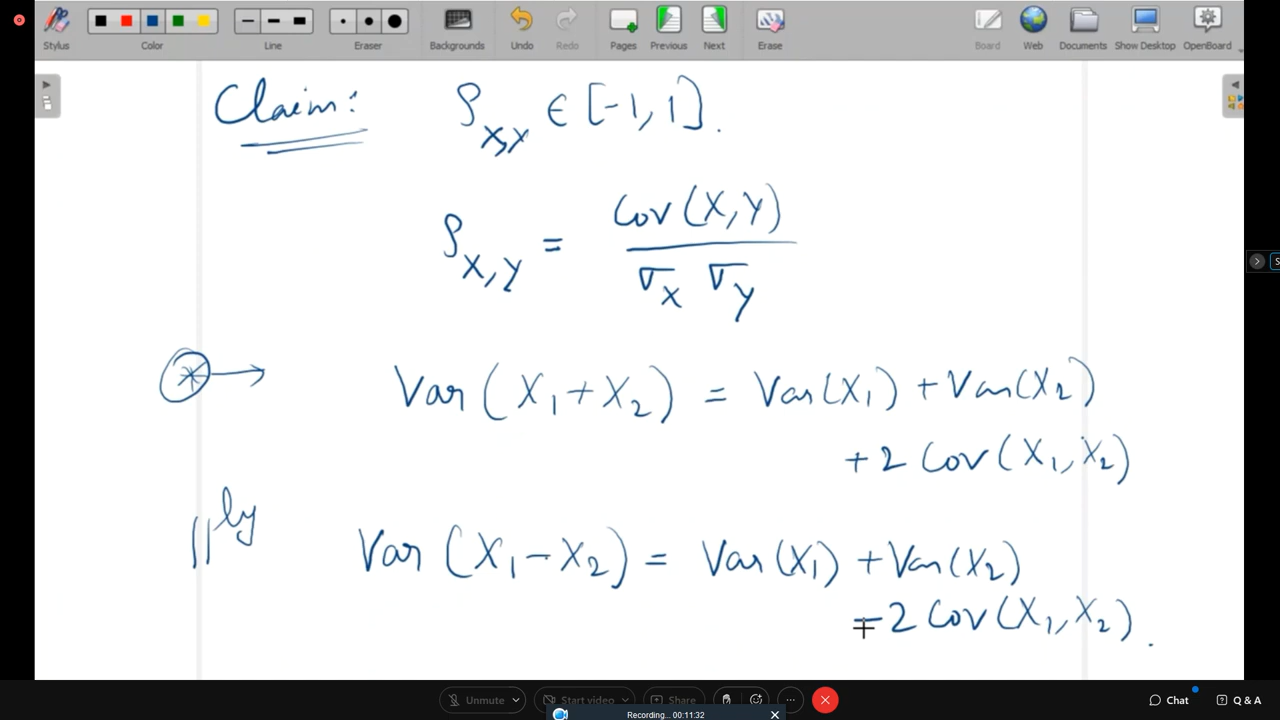 Stylus Color Line Eraser Backgrounds Undo Redo Pages Previous Next Erase Board Web Documents Show Desktop OpenBoard
Claim: ρ_{X,Y} ∈ [-1, 1].
ρ_{X,Y} = Cov(X,Y) / σ_X σ_Y
⊛→ Var(X₁+X₂) = Var(X₁) + Var(X₂)
+2 Cov(X₁,X₂)
||ly Var(X₁-X₂) = Var(X₁) + Var(X₂)
-2 Cov(X₁,X₂).
Unmute Start video Share Chat Q & A
Recording... 00:11:32